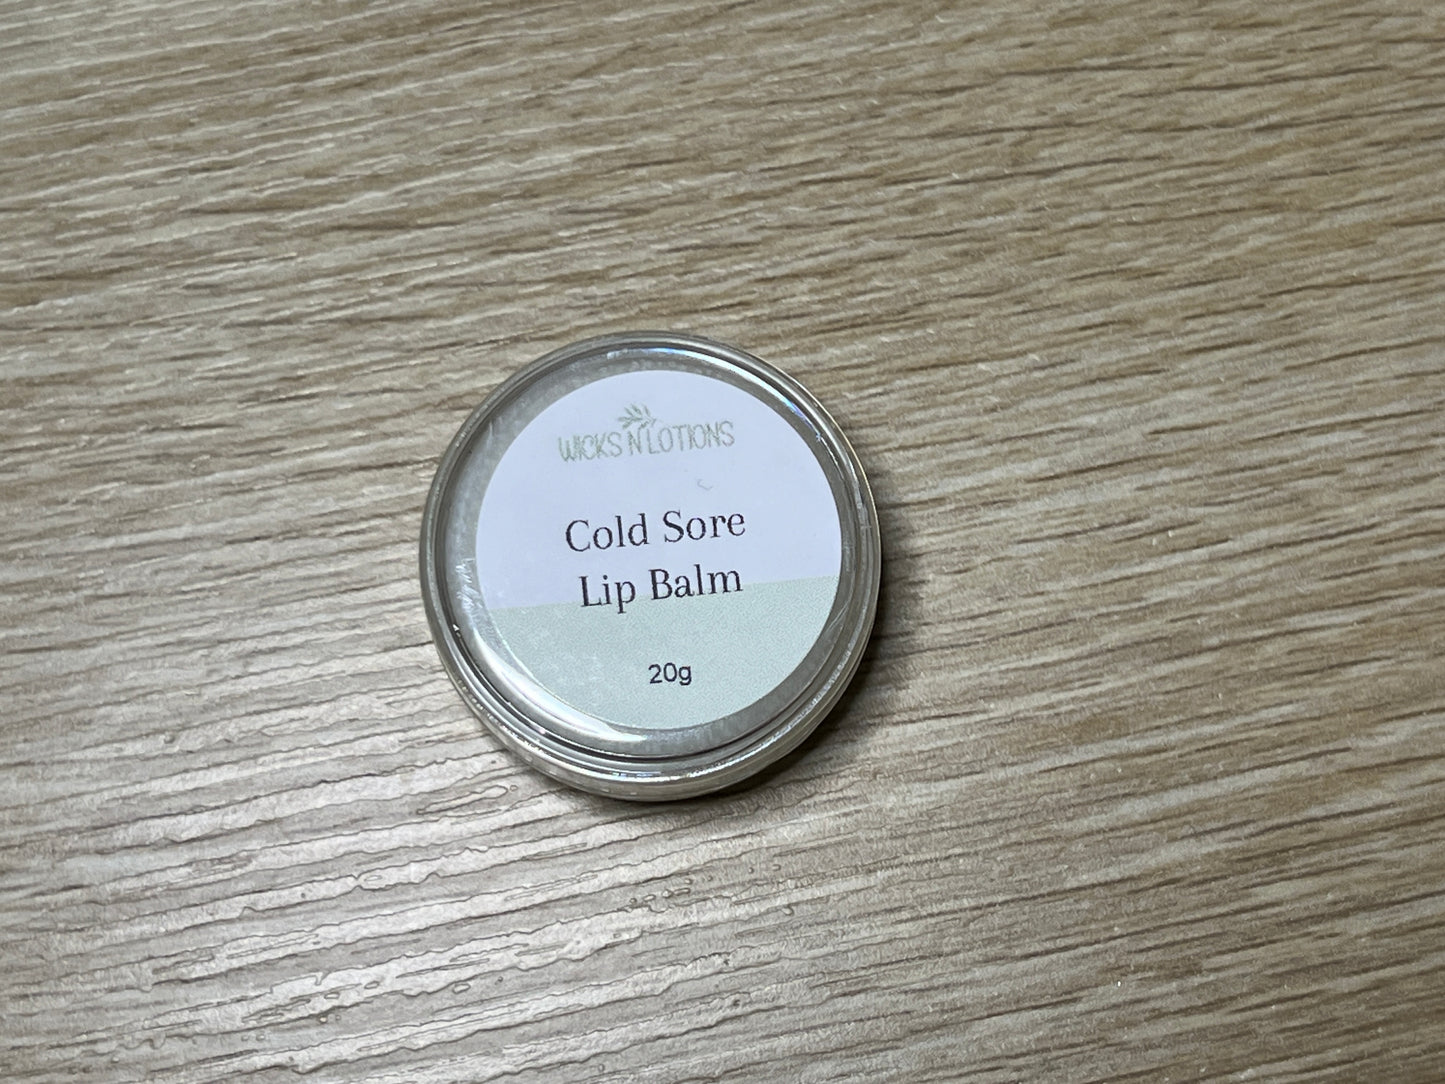 WICKS N LOTIONS
Cold Sore
Lip Balm
20g